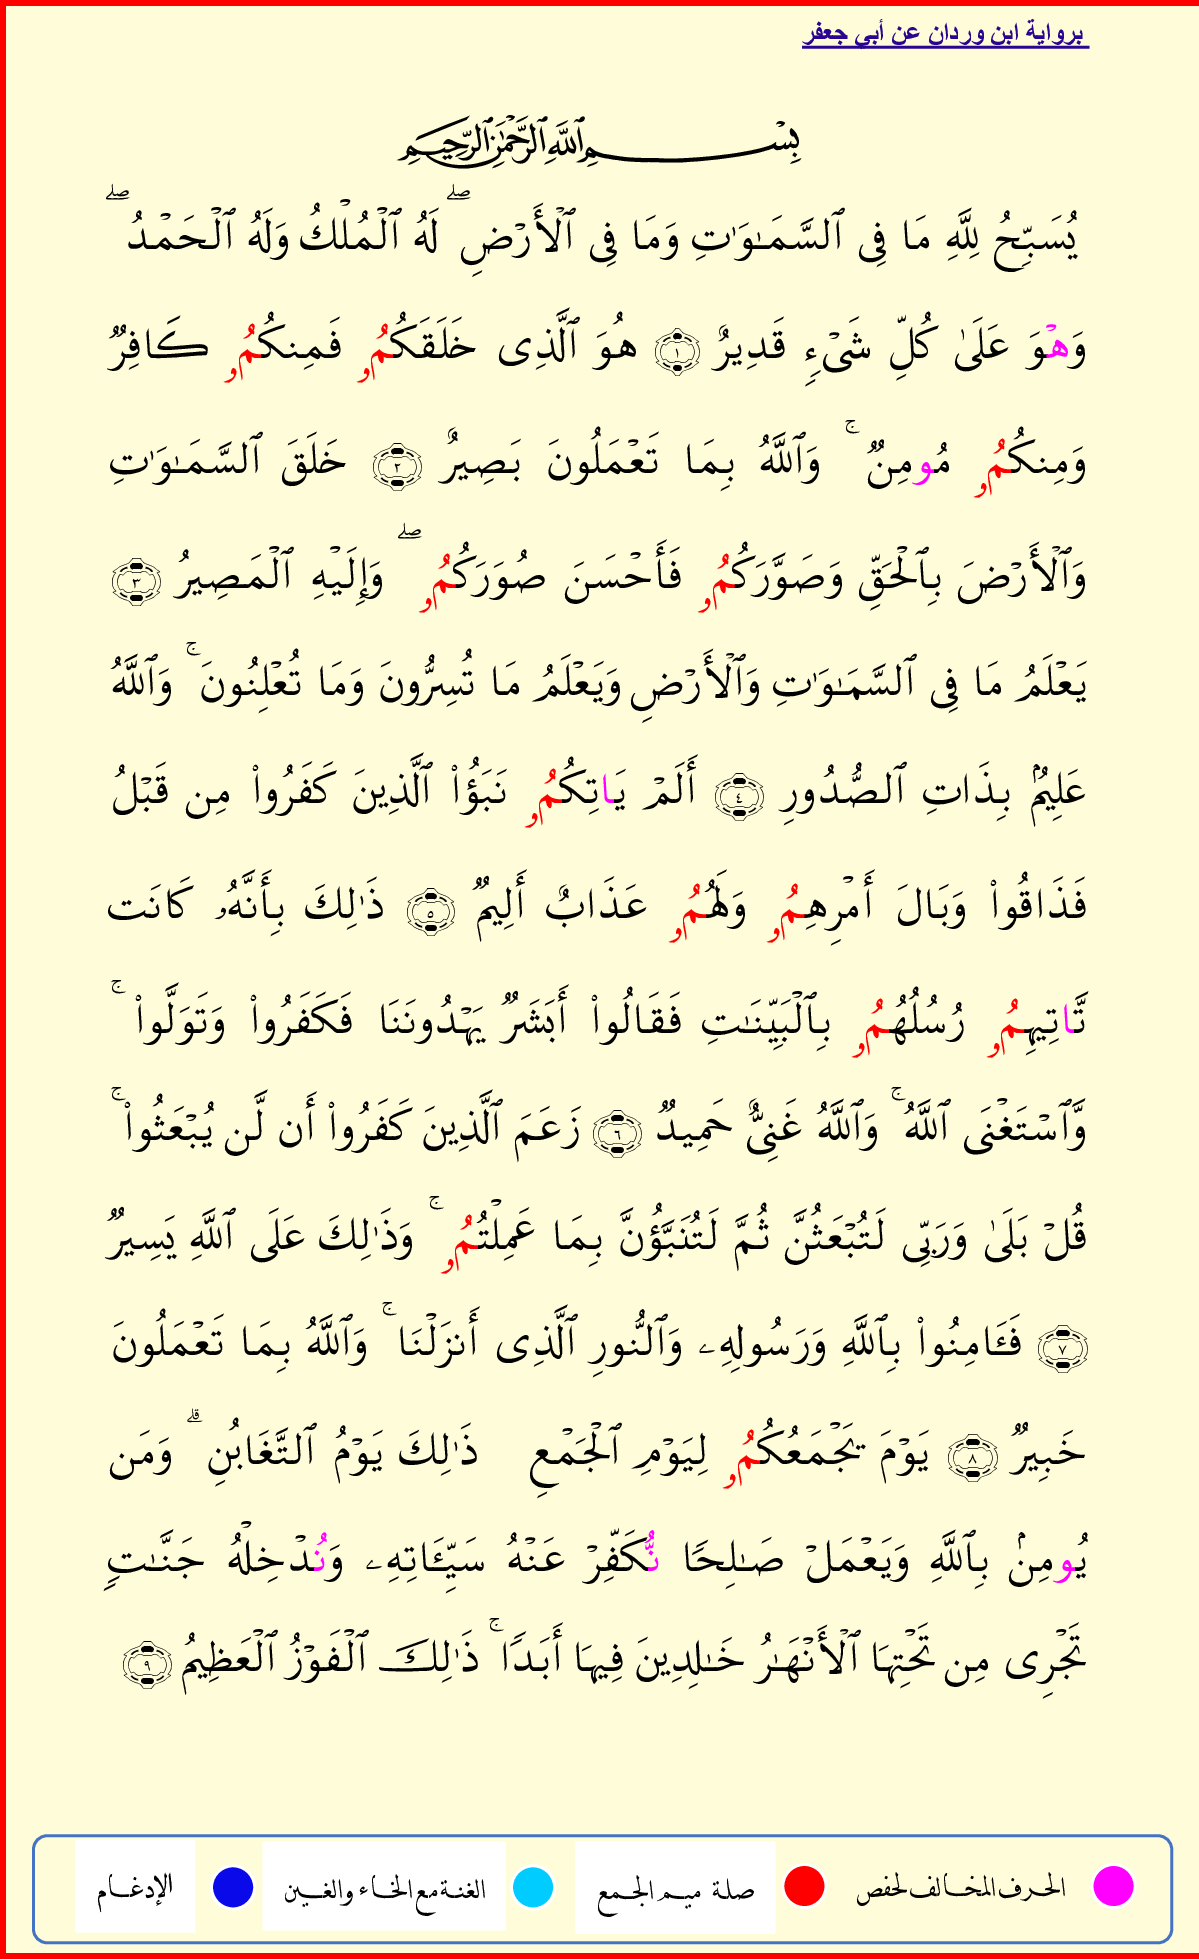 برواية ابن وردان عن أبي جعفر
بِسْمِ ٱللَّهِ ٱلرَّحْمَٰنِ ٱلرَّحِيمِ
يُسَبِّحُ لِلَّهِ مَا فِى ٱلسَّمَـٰوَٰتِ وَمَا فِى ٱلْأَرْضِۖ لَهُ ٱلْمُلْكُ وَلَهُ ٱلْحَمْدُۖ
وَهْوَ عَلَىٰ كُلِّ شَىْءٍ قَدِيرٌ ١ هُوَ ٱلَّذِى خَلَقَكُمُۥ فَمِنكُمُۥ كَافِرٌ
وَمِنكُمُۥ مُومِنٌۚ وَٱللَّهُ بِمَا تَعْمَلُونَ بَصِيرٌ ٢ خَلَقَ ٱلسَّمَـٰوَٰتِ
وَٱلْأَرْضَ بِٱلْحَقِّ وَصَوَّرَكُمُۥ فَأَحْسَنَ صُوَرَكُمُۥۖ وَإِلَيْهِ ٱلْمَصِيرُ ٣
يَعْلَمُ مَا فِى ٱلسَّمَـٰوَٰتِ وَٱلْأَرْضِ وَيَعْلَمُ مَا تُسِرُّونَ وَمَا تُعْلِنُونَۚ وَٱللَّهُ
عَلِيمُۢ بِذَاتِ ٱلصُّدُورِ ٤ أَلَمْ يَاتِكُمُۥ نَبَؤُا۟ ٱلَّذِينَ كَفَرُوا۟ مِن قَبْلُ
فَذَاقُوا۟ وَبَالَ أَمْرِهِمُۥ وَلَهُمُۥ عَذَابٌ أَلِيمٌ ٥ ذَٰلِكَ بِأَنَّهُۥ كَانَت
تَّاتِيهِمُۥ رُسُلُهُمُۥ بِٱلْبَيِّنَـٰتِ فَقَالُوا۟ أَبَشَرٌ يَهْدُونَنَا فَكَفَرُوا۟ وَتَوَلَّوا۟ۚ
وَّٱسْتَغْنَى ٱللَّهُۚ وَٱللَّهُ غَنِىٌّ حَمِيدٌ ٦ زَعَمَ ٱلَّذِينَ كَفَرُوا۟ أَن لَّن يُبْعَثُوا۟ۚ
قُلْ بَلَىٰ وَرَبِّى لَتُبْعَثُنَّ ثُمَّ لَتُنَبَّؤُنَّ بِمَا عَمِلْتُمُۥۚ وَذَٰلِكَ عَلَى ٱللَّهِ يَسِيرٌ
٧ فَـَٔامِنُوا۟ بِٱللَّهِ وَرَسُولِهِۦ وَٱلنُّورِ ٱلَّذِى أَنزَلْنَاۚ وَٱللَّهُ بِمَا تَعْمَلُونَ
خَبِيرٌ ٨ يَوْمَ يَجْمَعُكُمُۥ لِيَوْمِ ٱلْجَمْعِ ذَٰلِكَ يَوْمُ ٱلتَّغَابُنِۗ وَمَن
يُومِنۢ بِٱللَّهِ وَيَعْمَلْ صَـٰلِحًا نُّكَفِّرْ عَنْهُ سَيِّـَٔاتِهِۦ وَنُدْخِلْهُ جَنَّـٰتٍ
تَجْرِى مِن تَحْتِهَا ٱلْأَنْهَـٰرُ خَـٰلِدِينَ فِيهَا أَبَدًاۚ ذَٰلِكَ ٱلْفَوْزُ ٱلْعَظِيمُ ٩
الحرف المخالف لحفص صلة ميم الجمع الغنة مع الخاء والغين الإدغام